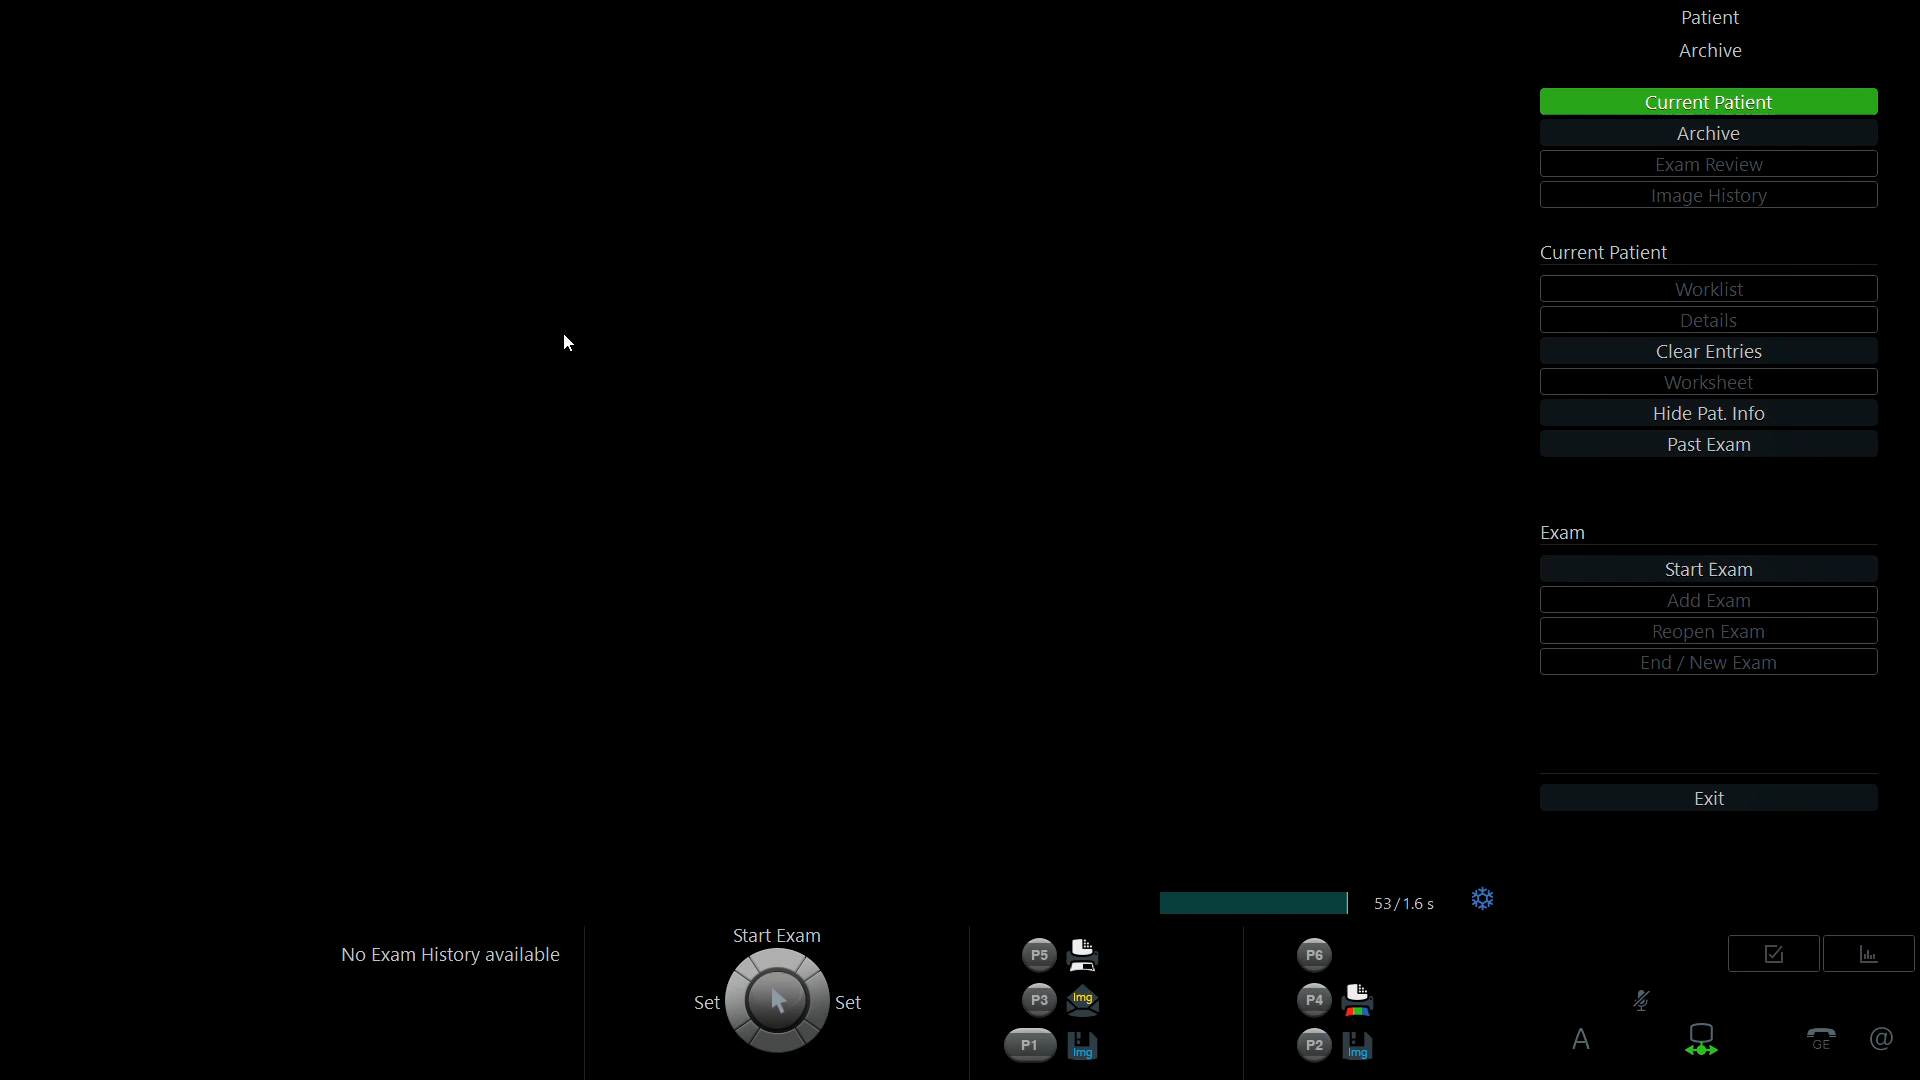 Patient
Archive
Current Patient
Archive
Exam Review
Image History
Current Patient
Worklist
Details
Clear Entries
Worksheet
Hide Pat. Info
Past Exam
Exam
Start Exam
Add Exam
Reopen Exam
End / New Exam
Exit
53/1.6 s
No Exam History available
Start Exam
Set
Set
P5
P3
Img
P1
Img
P6
P4
P2
Img
A
GE
@